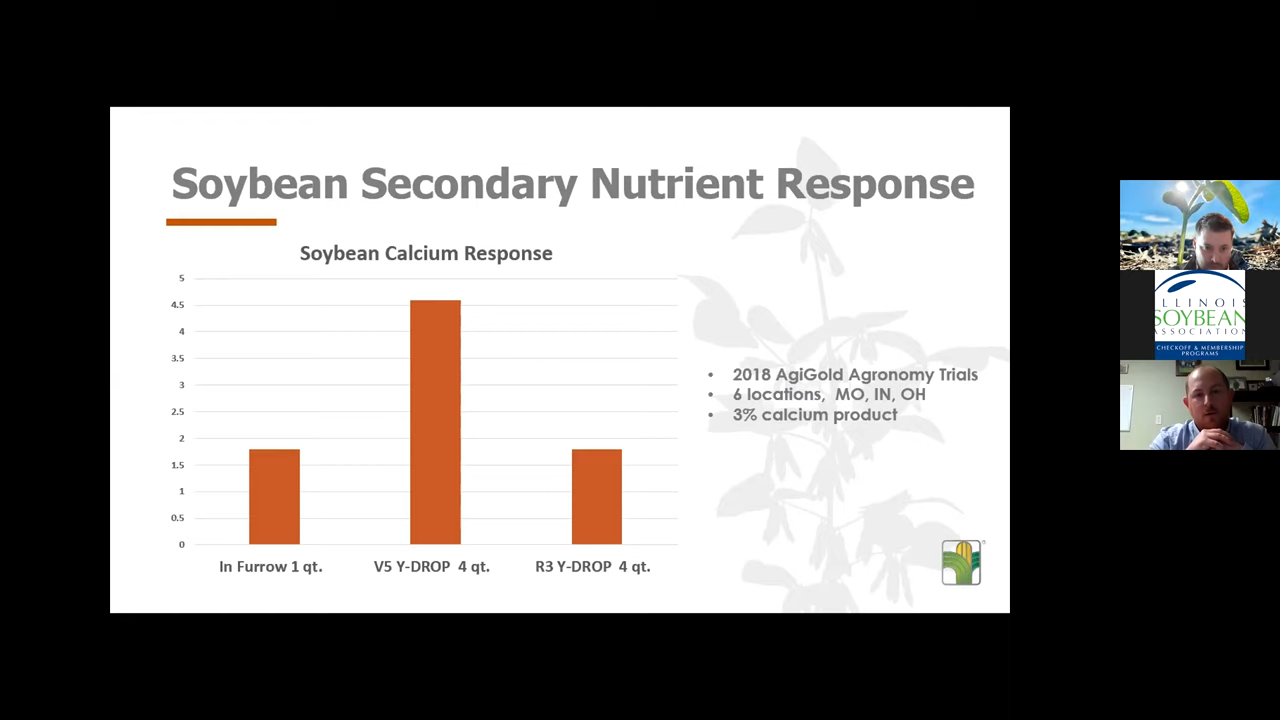 Soybean Secondary Nutrient Response
Soybean Calcium Response
5
4.5
4
3.5
3
2.5
2
1.5
1
0.5
0
In Furrow 1 qt.
V5 Y-DROP 4 qt.
R3 Y-DROP 4 qt.
• 2018 AgiGold Agronomy Trials
• 6 locations, MO, IN, OH
• 3% calcium product
ILLINOIS
SOYBEAN
ASSOCIATION
CHECKOFF & MEMBERSHIP
PROGRAMS